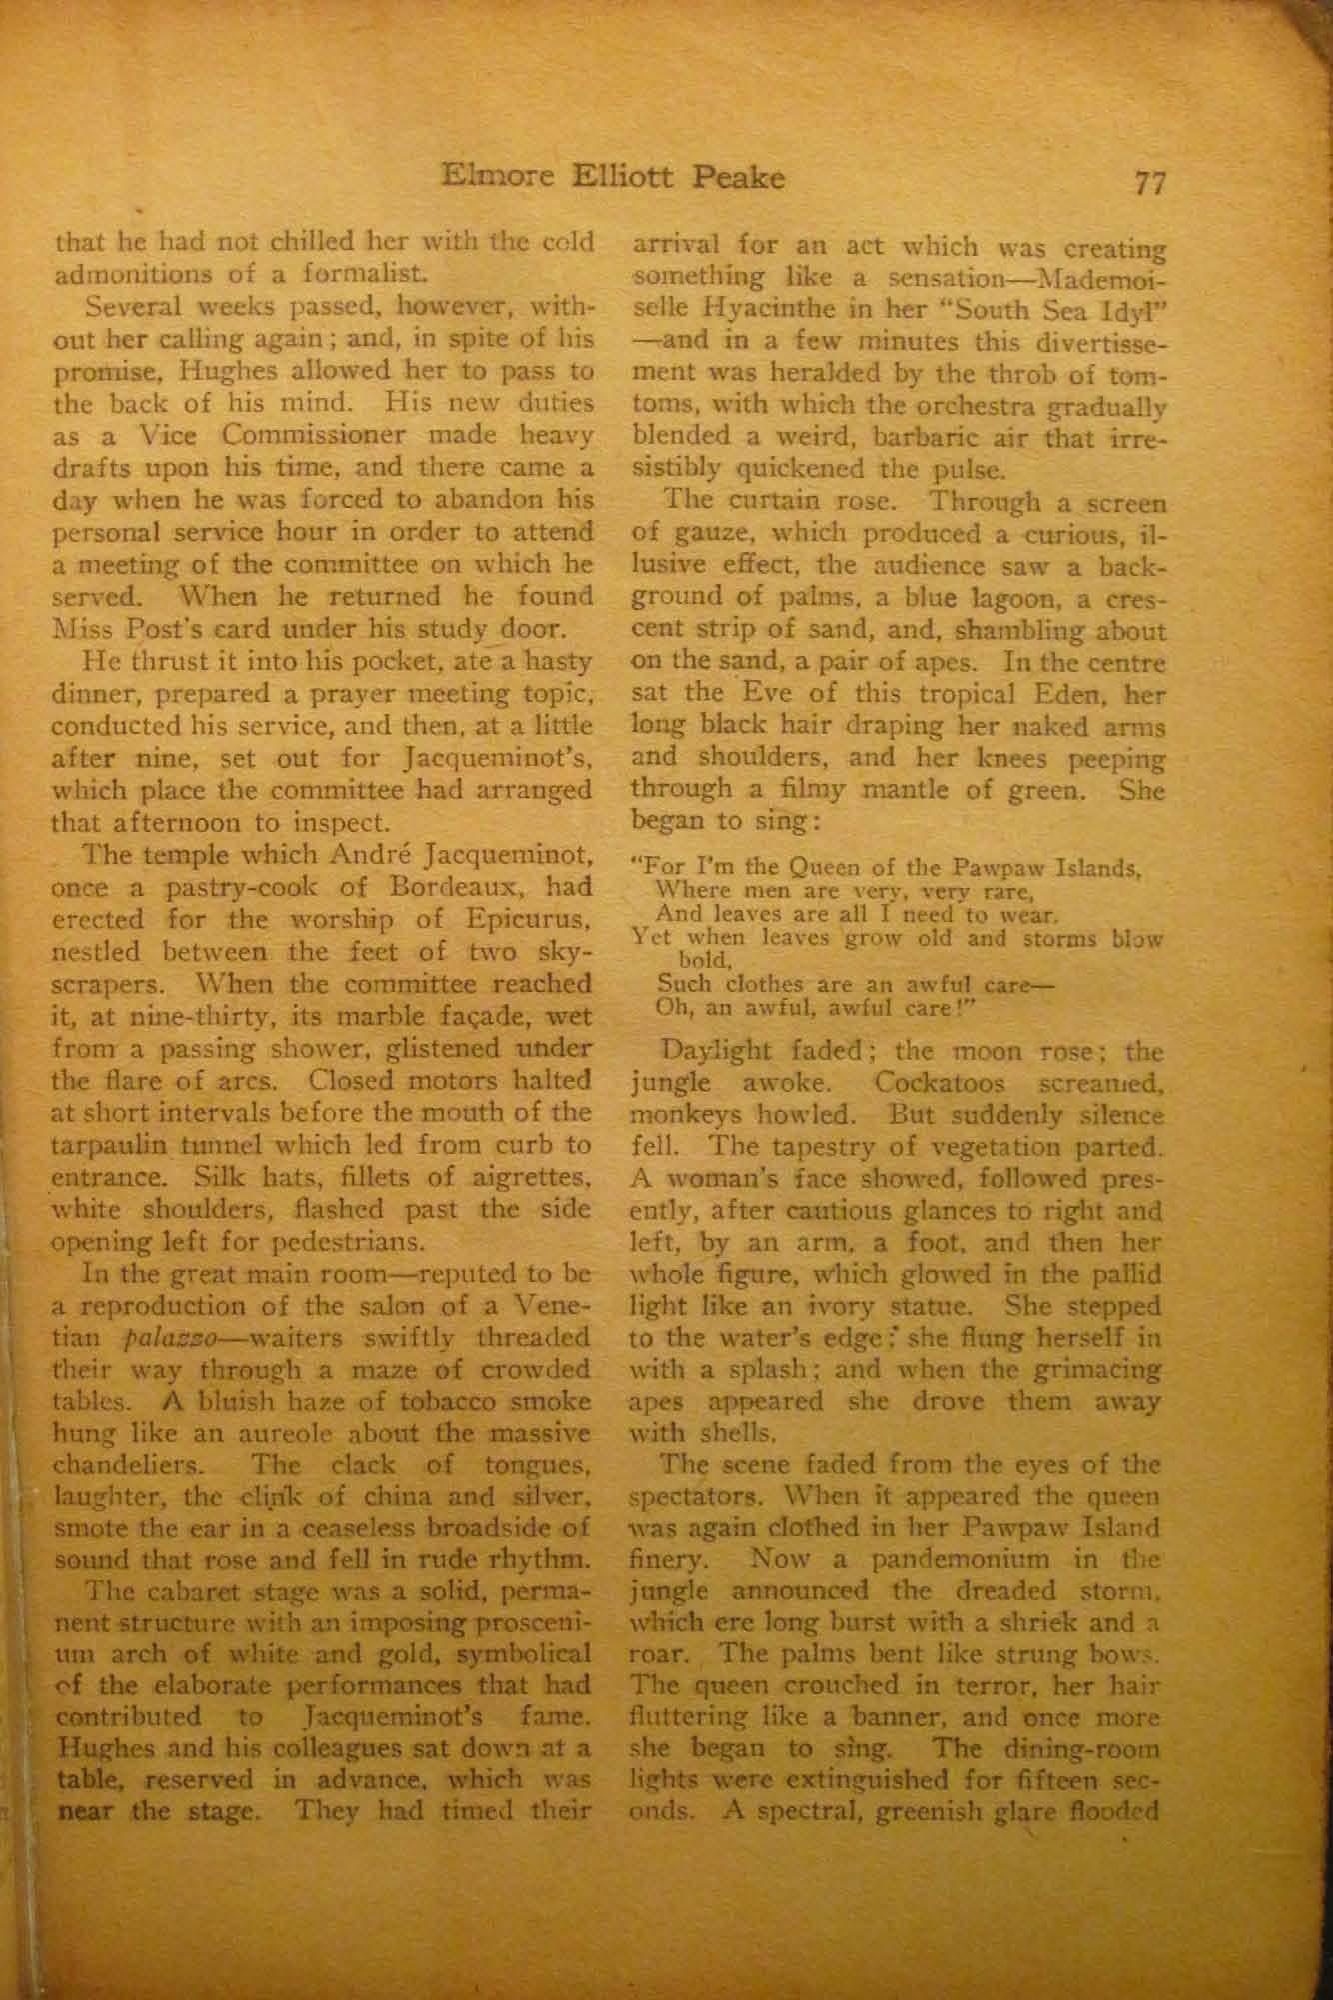 Elmore Elliott Peake
77
that he had not chilled her with the cold
admonitions of a formalist.
Several weeks passed, however, with-
out her calling again; and, in spite of his
promise, Hughes allowed her to pass to
the back of his mind. His new duties
as a Vice Commissioner made heavy
drafts upon his time, and there came a
day when he was forced to abandon his
personal service hour in order to attend
a meeting of the committee on which he
served. When he returned he found
Miss Post's card under his study door.
He thrust it into his pocket, ate a hasty
dinner, prepared a prayer meeting topic,
conducted his service, and then, at a little
after nine, set out for Jacqueminot's,
which place the committee had arranged
that afternoon to inspect.
The temple which André Jacqueminot,
once a pastry-cook of Bordeaux, had
erected for the worship of Epicurus,
nestled between the feet of two sky-
scrapers. When the committee reached
it, at nine-thirty, its marble façade, wet
from a passing shower, glistened under
the flare of arcs. Closed motors halted
at short intervals before the mouth of the
tarpaulin tunnel which led from curb to
entrance. Silk hats, fillets of aigrettes,
white shoulders, flashed past the side
opening left for pedestrians.
In the great main room—reputed to be
a reproduction of the salon of a Vene-
tian palazzo—waiters swiftly threaded
their way through a maze of crowded
tables. A bluish haze of tobacco smoke
hung like an aureole about the massive
chandeliers. The clack of tongues,
laughter, the clink of china and silver,
smote the ear in a ceaseless broadside of
sound that rose and fell in rude rhythm.
The cabaret stage was a solid, perma-
nent structure with an imposing prosceni-
um arch of white and gold, symbolical
of the elaborate performances that had
contributed to Jacqueminot's fame.
Hughes and his colleagues sat down at a
table, reserved in advance, which was
near the stage. They had timed their
arrival for an act which was creating
something like a sensation—Mademoi-
selle Hyacinthe in her "South Sea Idyl"
—and in a few minutes this divertisse-
ment was heralded by the throb of tom-
toms, with which the orchestra gradually
blended a weird, barbaric air that irre-
sistibly quickened the pulse.
The curtain rose. Through a screen
of gauze, which produced a curious, il-
lusive effect, the audience saw a back-
ground of palms, a blue lagoon, a cres-
cent strip of sand, and, shambling about
on the sand, a pair of apes. In the centre
sat the Eve of this tropical Eden, her
long black hair draping her naked arms
and shoulders, and her knees peeping
through a filmy mantle of green. She
began to sing:
"For I'm the Queen of the Pawpaw Islands,
Where men are very, very rare,
And leaves are all I need to wear.
Yet when leaves grow old and storms blow
bold,
Such clothes are an awful care—
Oh, an awful, awful care!"
Daylight faded; the moon rose; the
jungle awoke. Cockatoos screamed,
monkeys howled. But suddenly silence
fell. The tapestry of vegetation parted.
A woman's face showed, followed pres-
ently, after cautious glances to right and
left, by an arm, a foot, and then her
whole figure, which glowed in the pallid
light like an ivory statue. She stepped
to the water's edge; she flung herself in
with a splash; and when the grimacing
apes appeared she drove them away
with shells.
The scene faded from the eyes of the
spectators. When it appeared the queen
was again clothed in her Pawpaw Island
finery. Now a pandemonium in the
jungle announced the dreaded storm,
which ere long burst with a shriek and a
roar. The palms bent like strung bows.
The queen crouched in terror, her hair
fluttering like a banner, and once more
she began to sing. The dining-room
lights were extinguished for fifteen sec-
onds. A spectral, greenish glare flooded